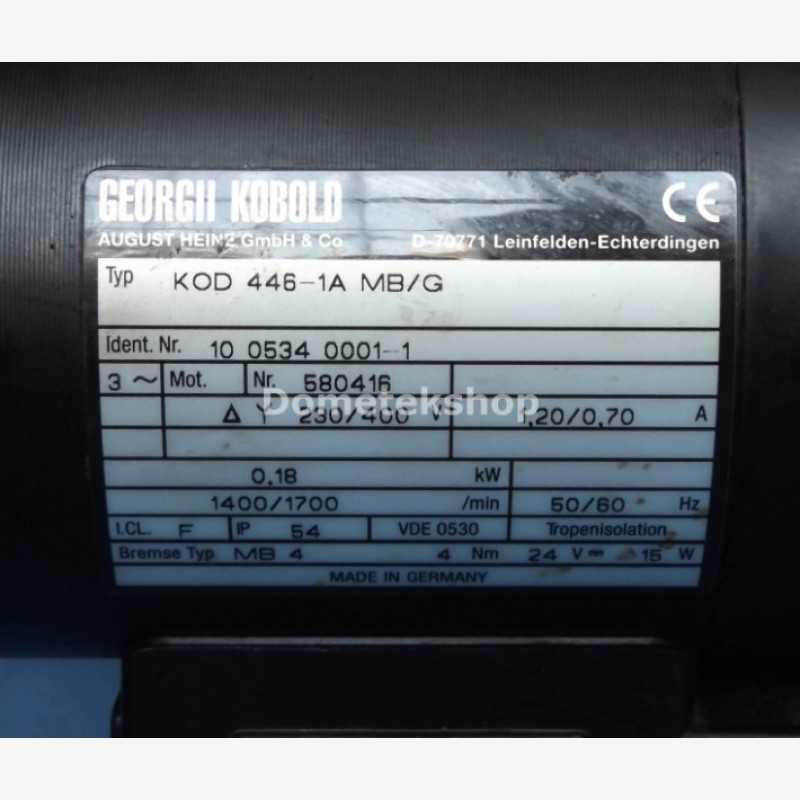 GEORGII KOBOLD CE
AUGUST HEINE GmbH & Co D-70771 Leinfelden-Echterdingen
Typ KOD 446-1A MB/G
Ident. Nr. 10 0534 0001-1
3 ~ Mot. Nr. 580416
Dometekshop
Δ Y 230/400 V 1,20/0,70 A
0,18 kW
1400/1700 /min 50/60 Hz
I.CL. F IP 54 VDE 0530 Tropenisolation
Bremse Typ MB 4 4 Nm 24 V ⎓ 15 W
MADE IN GERMANY